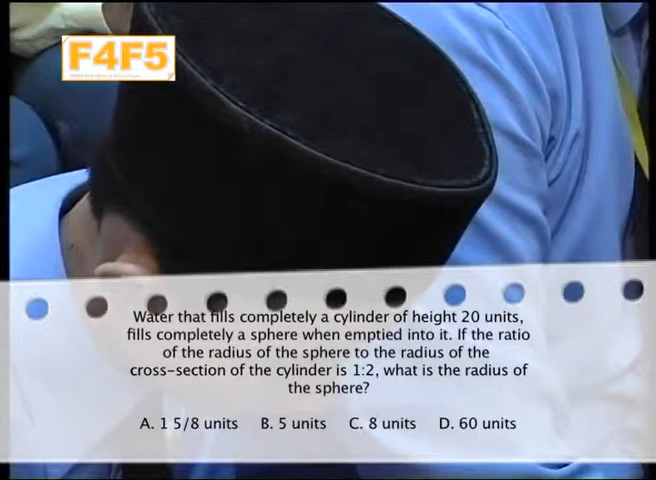 F4F5
Water that fills completely a cylinder of height 20 units,
fills completely a sphere when emptied into it. If the ratio
of the radius of the sphere to the radius of the
cross-section of the cylinder is 1:2, what is the radius of
the sphere?
A. 1 5/8 units B. 5 units C. 8 units D. 60 units